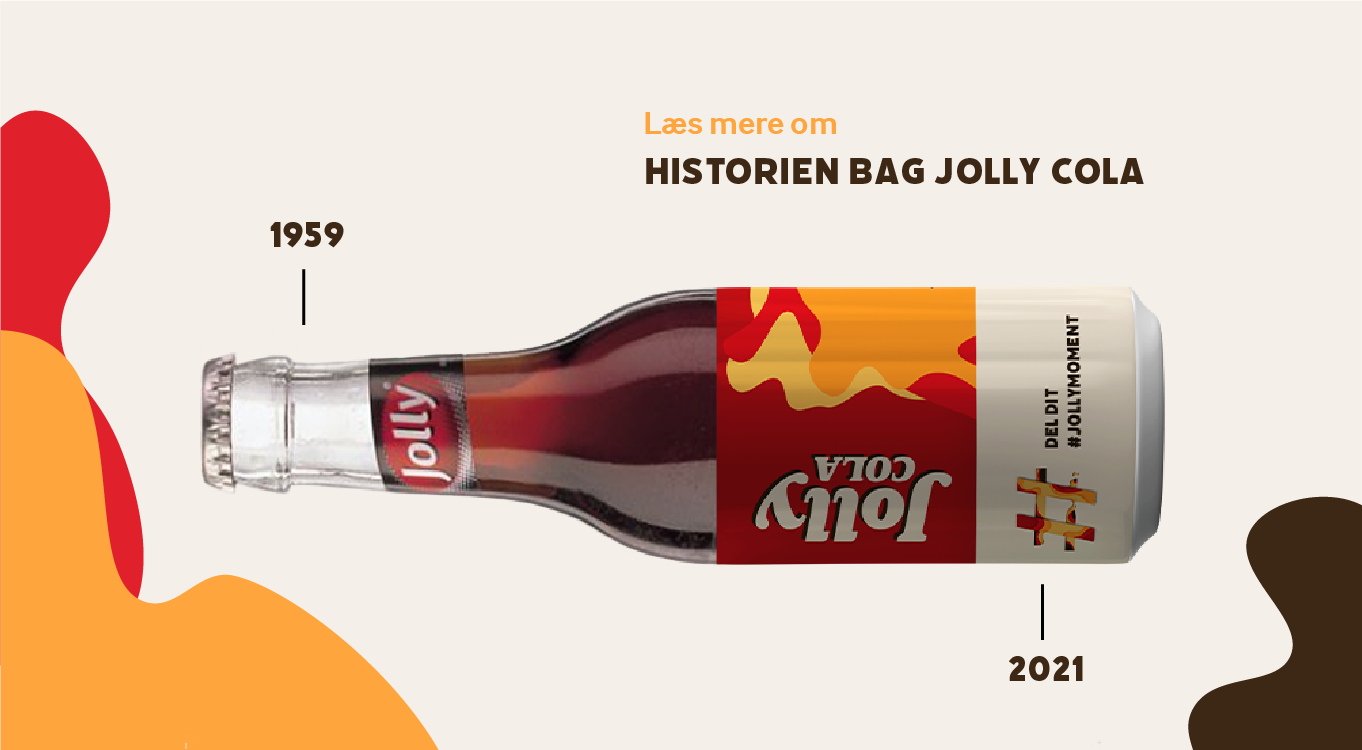 Læs mere om
HISTORIEN BAG JOLLY COLA
1959
Jolly
Jolly
COLA
DEL DIT
#JOLLYMOMENT
#
2021